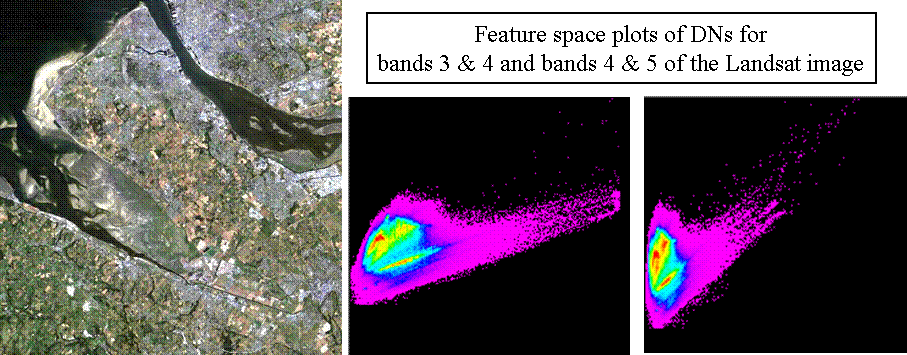 Feature space plots of DNs for
bands 3 & 4 and bands 4 & 5 of the Landsat image